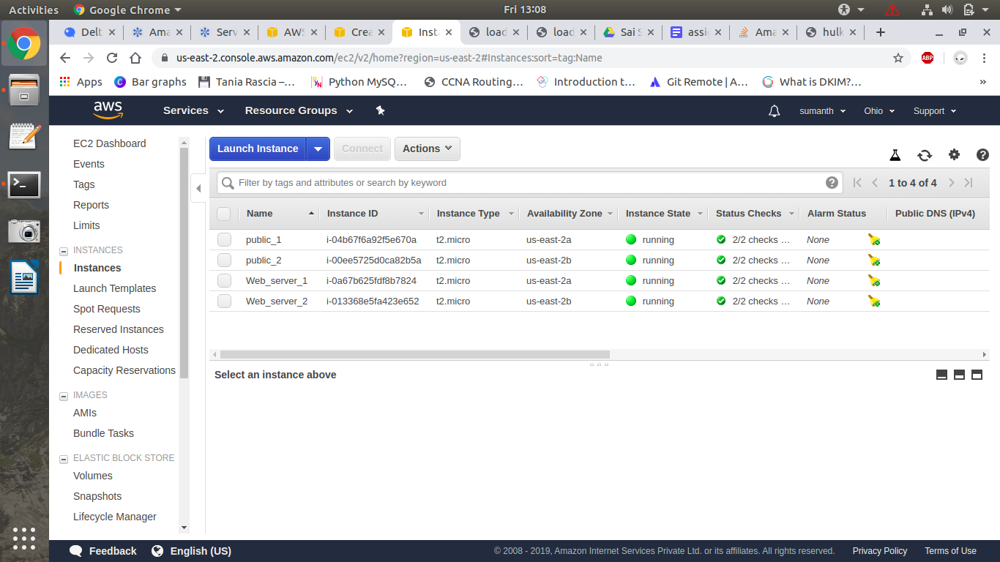 Activities Google Chrome Fri 13:08
Delt Ama Serv AWS Crea Insta load load Sai S assig Ama hulk
us-east-2.console.aws.amazon.com/ec2/v2/home?region=us-east-2#Instances:sort=tag:Name
ABP
Apps Bar graphs Tania Rascia –… Python MySQ… CCNA Routing… Introduction t… Git Remote | A… What is DKIM?… »
aws Services Resource Groups sumanth Ohio Support
EC2 Dashboard
Events
Tags
Reports
Limits
INSTANCES
Instances
Launch Templates
Spot Requests
Reserved Instances
Dedicated Hosts
Capacity Reservations
IMAGES
AMIs
Bundle Tasks
ELASTIC BLOCK STORE
Volumes
Snapshots
Lifecycle Manager
Launch Instance Connect Actions
Filter by tags and attributes or search by keyword 1 to 4 of 4
Name Instance ID Instance Type Availability Zone Instance State Status Checks Alarm Status Public DNS (IPv4)
public_1 i-04b67f6a92f5e670a t2.micro us-east-2a running 2/2 checks … None
public_2 i-00ee5725d0ca82b5a t2.micro us-east-2b running 2/2 checks … None
Web_server_1 i-0a67b625fdf8b7824 t2.micro us-east-2a running 2/2 checks … None
Web_server_2 i-013368e5fa423e652 t2.micro us-east-2b running 2/2 checks … None
Select an instance above
Feedback English (US) © 2008 - 2019, Amazon Internet Services Private Ltd. or its affiliates. All rights reserved. Privacy Policy Terms of Use